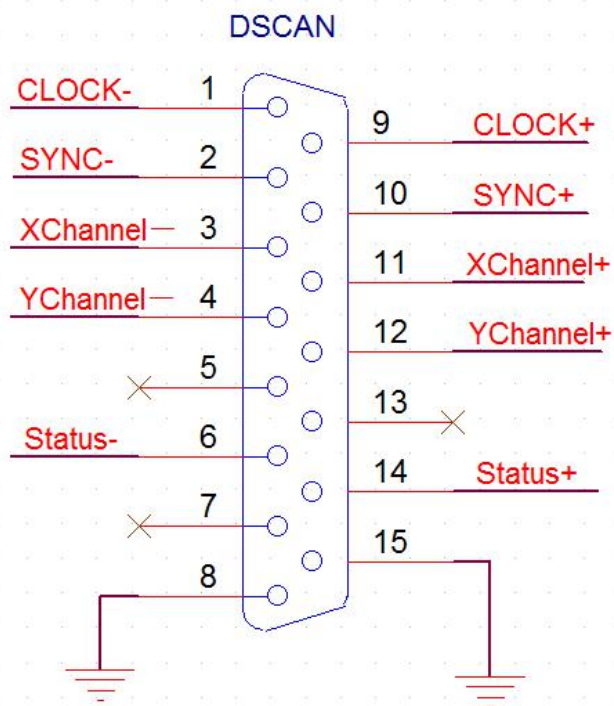 DSCAN
CLOCK- 1
9 CLOCK+
SYNC- 2
10 SYNC+
XChannel— 3
11 XChannel+
YChannel— 4
12 YChannel+
5
13
Status- 6
14 Status+
7
15
8